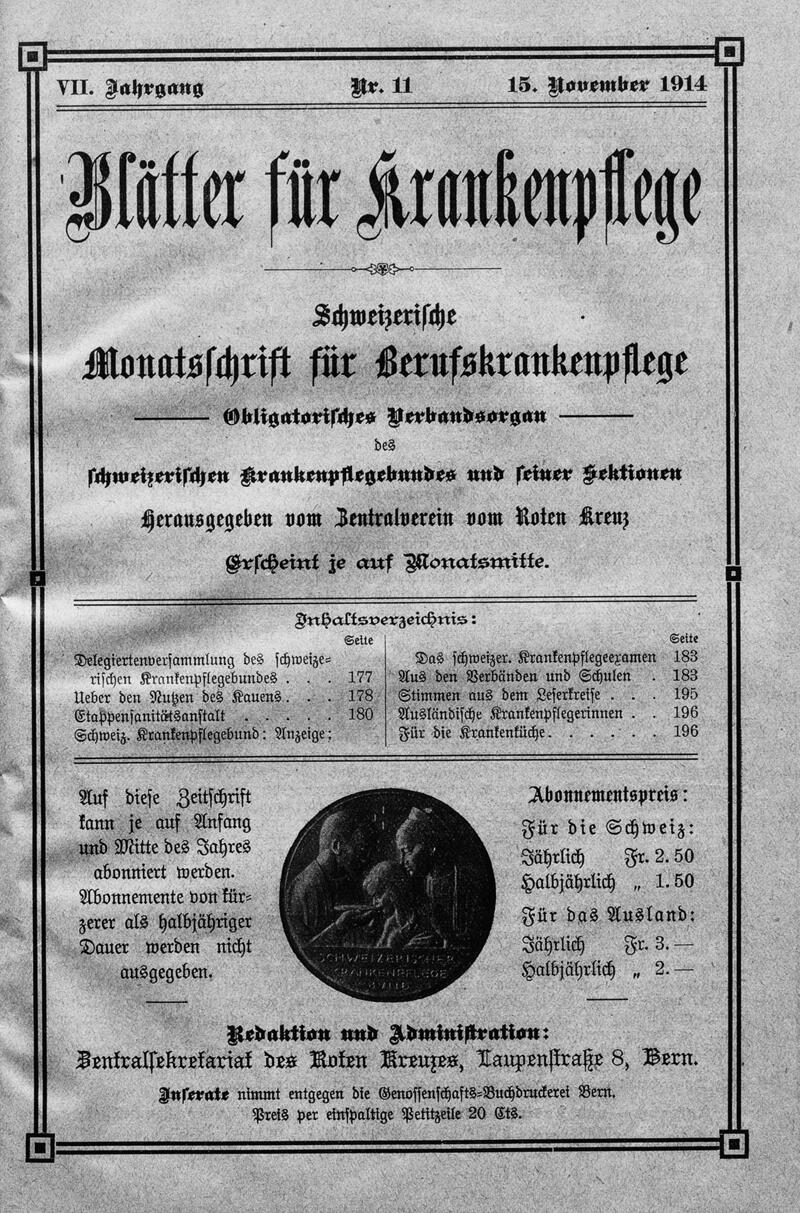 VII. Jahrgang Nr. 11 15. November 1914
Blätter für Krankenpflege
Schweizerische
Monatsschrift für Berufskrankenpflege
Obligatorisches Verbandsorgan
des
schweizerischen Krankenpflegebundes und seiner Sektionen
Herausgegeben vom Zentralverein vom Roten Kreuz
Erscheint je auf Monatsmitte.
Inhaltsverzeichnis:
Seite
Delegiertenversammlung des schweize-
rischen Krankenpflegebundes . . . 177
Ueber den Nutzen des Kauens. . . 178
Etappensanitätsanstalt . . . . . 180
Schweiz. Krankenpflegebund: Anzeige;
Seite
Das schweizer. Krankenpflegeexamen 183
Aus den Verbänden und Schulen . 183
Stimmen aus dem Leserkreise . . . 195
Ausländische Krankenpflegerinnen . . 196
Für die Krankenküche. . . . . . 196
Auf diese Zeitschrift
kann je auf Anfang
und Mitte des Jahres
abonniert werden.
Abonnemente von kür-
zerer als halbjähriger
Dauer werden nicht
ausgegeben.
SCHWEIZERISCHER
KRANKENPFLEGE
BUND
Abonnementspreis:
Für die Schweiz:
Jährlich Fr. 2. 50
Halbjährlich „ 1. 50
Für das Ausland:
Jährlich Fr. 3. —
Halbjährlich „ 2. —
Redaktion und Administration:
Zentralsekretariat des Roten Kreuzes, Laupenstraße 8, Bern.
Inserate nimmt entgegen die Genossenschafts-Buchdruckerei Bern.
Preis per einspaltige Petitzeile 20 Cts.